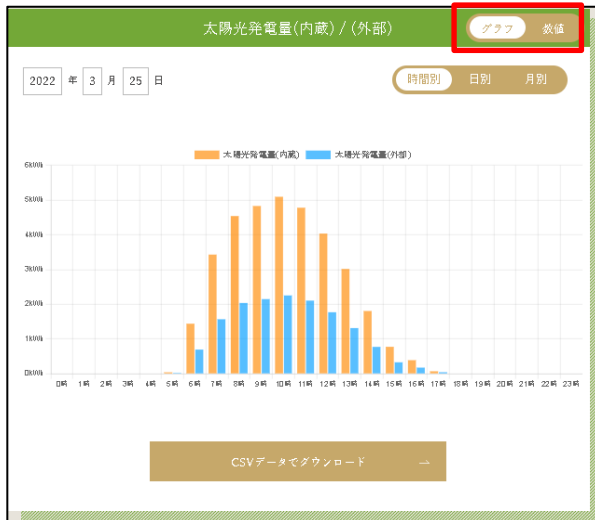 太陽光発電量(内蔵) / (外部)
グラフ 数値
2022 年 3 月 25 日
時間別 日別 月別
太陽光発電量(内蔵) 太陽光発電量(外部)
6kWh
5kWh
4kWh
3kWh
2kWh
1kWh
0kWh
0時 1時 2時 3時 4時 5時 6時 7時 8時 9時 10時 11時 12時 13時 14時 15時 16時 17時 18時 19時 20時 21時 22時 23時
CSVデータでダウンロード →